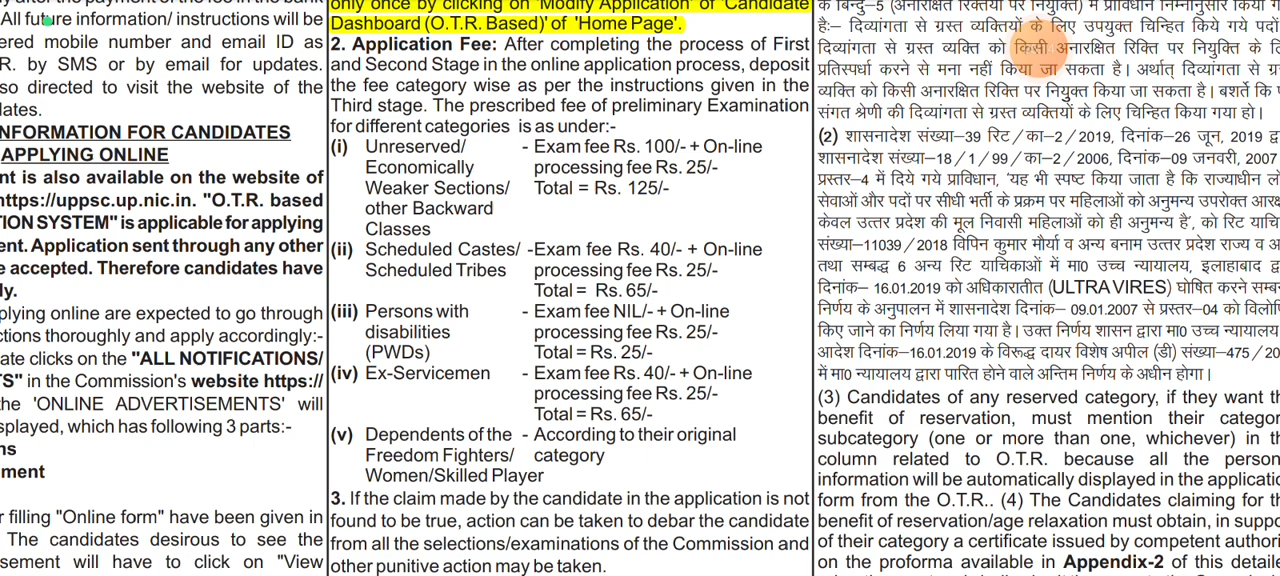 All future information/ instructions will be
ered mobile number and email ID as
R. by SMS or by email for updates.
so directed to visit the website of the
dates.
NFORMATION FOR CANDIDATES
APPLYING ONLINE
nt is also available on the website of
https://uppsc.up.nic.in. "O.T.R. based
TION SYSTEM" is applicable for applying
ent. Application sent through any other
e accepted. Therefore candidates have
ly.
plying online are expected to go through
ctions thoroughly and apply accordingly:-
ate clicks on the "ALL NOTIFICATIONS/
TS" in the Commission's website https://
the 'ONLINE ADVERTISEMENTS' will
splayed, which has following 3 parts:-
ns
ment
r filling "Online form" have been given in
The candidates desirous to see the
sement will have to click on "View
only once by clicking on 'Modify Application' of 'Candidate
Dashboard (O.T.R. Based)' of 'Home Page'.
2. Application Fee: After completing the process of First
and Second Stage in the online application process, deposit
the fee category wise as per the instructions given in the
Third stage. The prescribed fee of preliminary Examination
for different categories is as under:-
(i) Unreserved/ - Exam fee Rs. 100/- + On-line
Economically processing fee Rs. 25/-
Weaker Sections/ Total = Rs. 125/-
other Backward
Classes
(ii) Scheduled Castes/ -Exam fee Rs. 40/- + On-line
Scheduled Tribes processing fee Rs. 25/-
Total = Rs. 65/-
(iii) Persons with - Exam fee NIL/- + On-line
disabilities processing fee Rs. 25/-
(PWDs) Total = Rs. 25/-
(iv) Ex-Servicemen - Exam fee Rs. 40/- + On-line
processing fee Rs. 25/-
Total = Rs. 65/-
(v) Dependents of the - According to their original
Freedom Fighters/ category
Women/Skilled Player
3. If the claim made by the candidate in the application is not
found to be true, action can be taken to debar the candidate
from all the selections/examinations of the Commission and
other punitive action may be taken.
के बिन्दु–5 (अनारक्षित रिक्तियों पर नियुक्ति) में प्राविधान निम्नानुसार किया ग
है:– दिव्यांगता से ग्रस्त व्यक्तियों के लिए उपयुक्त चिन्हित किये गये पदों
दिव्यांगता से ग्रस्त व्यक्ति को किसी अनारक्षित रिक्ति पर नियुक्ति के लि
प्रतिस्पर्धा करने से मना नहीं किया जा सकता है। अर्थात् दिव्यांगता से ग्र
व्यक्ति को किसी अनारक्षित रिक्ति पर नियुक्त किया जा सकता है। बशर्ते कि प
संगत श्रेणी की दिव्यांगता से ग्रस्त व्यक्तियों के लिए चिन्हित किया गया हो।
(2) शासनादेश संख्या–39 रिट/का–2/2019, दिनांक–26 जून, 2019 द्व
शासनादेश संख्या–18/1/99/का–2/2006, दिनांक–09 जनवरी, 2007
प्रस्तर–4 में दिये गये प्राविधान, 'यह भी स्पष्ट किया जाता है कि राज्याधीन लो
सेवाओं और पदों पर सीधी भर्ती के प्रक्रम पर महिलाओं को अनुमन्य उपरोक्त आरक्ष
केवल उत्तर प्रदेश की मूल निवासी महिलाओं को ही अनुमन्य है', को रिट याचि
संख्या–11039/2018 विपिन कुमार मौर्या व अन्य बनाम उत्तर प्रदेश राज्य व अ
तथा सम्बद्ध 6 अन्य रिट याचिकाओं में मा0 उच्च न्यायालय, इलाहाबाद द्व
दिनांक– 16.01.2019 को अधिकारातीत (ULTRA VIRES) घोषित करने सम्बन
निर्णय के अनुपालन में शासनादेश दिनांक– 09.01.2007 से प्रस्तर–04 को विलोपि
किए जाने का निर्णय लिया गया है। उक्त निर्णय शासन द्वारा मा0 उच्च न्यायालय
आदेश दिनांक–16.01.2019 के विरूद्ध दायर विशेष अपील (डी) संख्या–475/20
में मा0 न्यायालय द्वारा पारित होने वाले अन्तिम निर्णय के अधीन होगा।
(3) Candidates of any reserved category, if they want th
benefit of reservation, must mention their categor
subcategory (one or more than one, whichever) in th
column related to O.T.R. because all the person
information will be automatically displayed in the applicatio
form from the O.T.R.. (4) The Candidates claiming for th
benefit of reservation/age relaxation must obtain, in suppo
of their category a certificate issued by competent authori
on the proforma available in Appendix-2 of this detaile